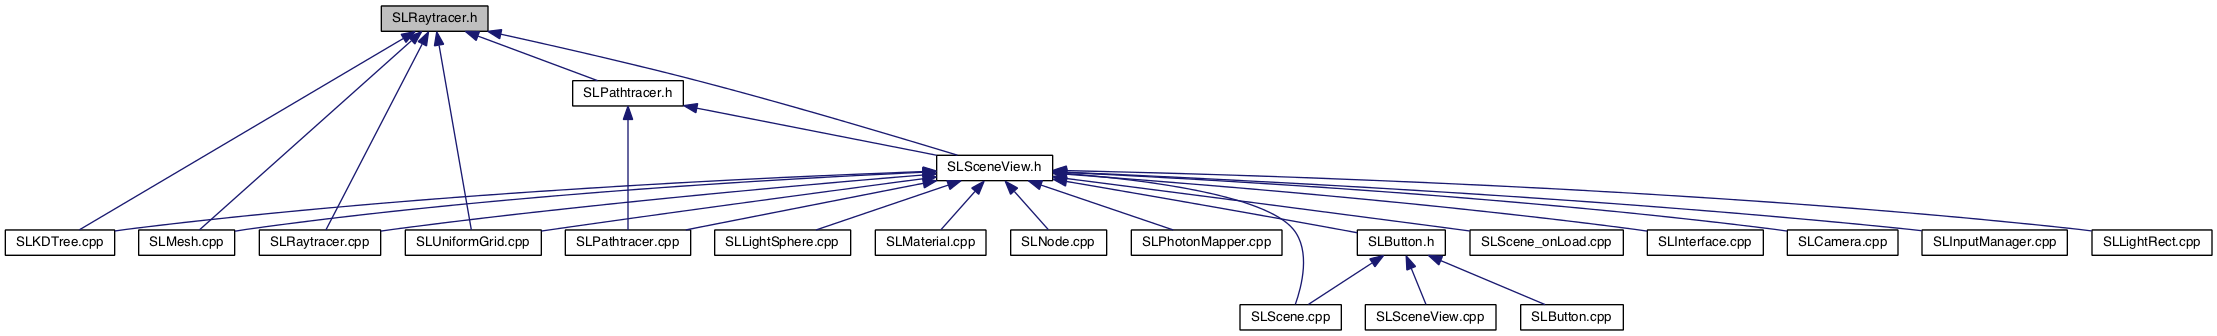 SLRaytracer.h
SLPathtracer.h
SLSceneView.h
SLKDTree.cpp
SLMesh.cpp
SLRaytracer.cpp
SLUniformGrid.cpp
SLPathtracer.cpp
SLLightSphere.cpp
SLMaterial.cpp
SLNode.cpp
SLPhotonMapper.cpp
SLButton.h
SLScene_onLoad.cpp
SLInterface.cpp
SLCamera.cpp
SLInputManager.cpp
SLLightRect.cpp
SLScene.cpp
SLSceneView.cpp
SLButton.cpp